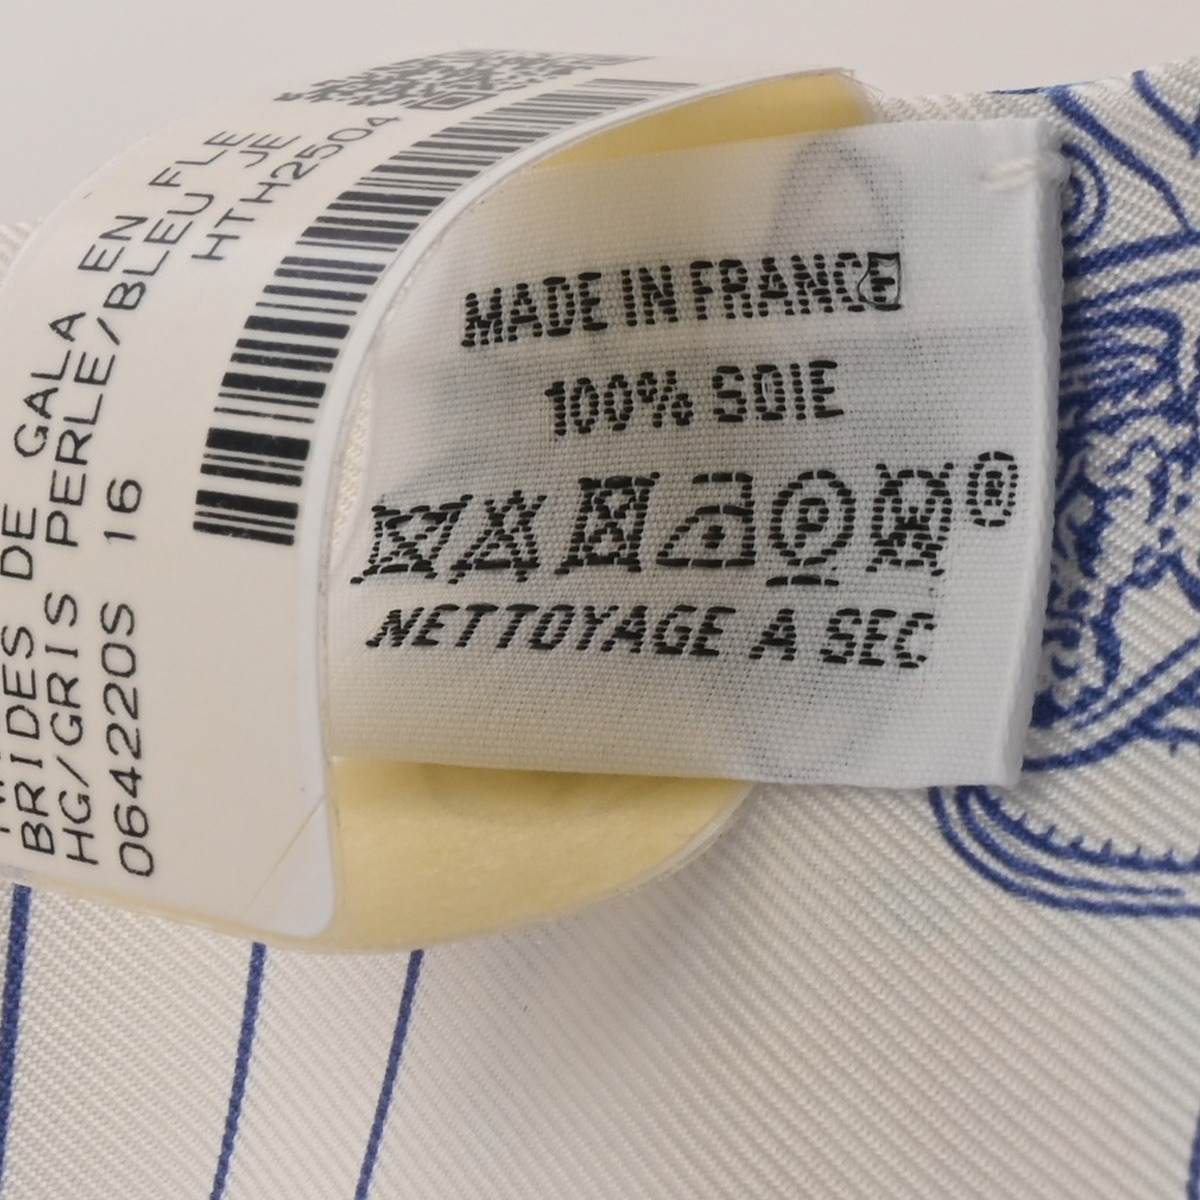 BRIDES DE GALA EN
HG/GRIS PERLE/BLEU FLE
064220S 16 JE
HTH2504
MADE IN FRANCE
100% SOIE
P
®
NETTOYAGE A SEC